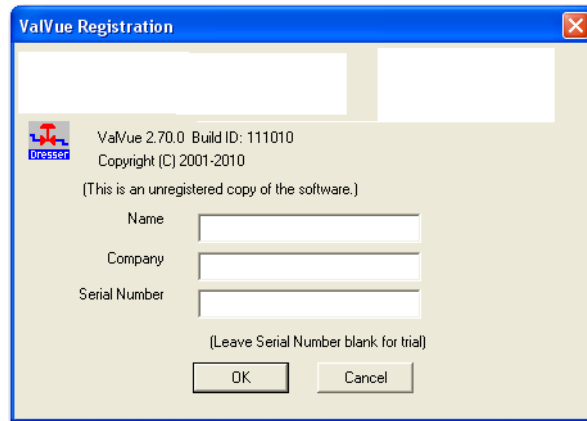 ValVue Registration
Dresser
ValVue 2.70.0 Build ID: 111010
Copyright (C) 2001-2010
(This is an unregistered copy of the software.)
Name
Company
Serial Number
(Leave Serial Number blank for trial)
OK Cancel